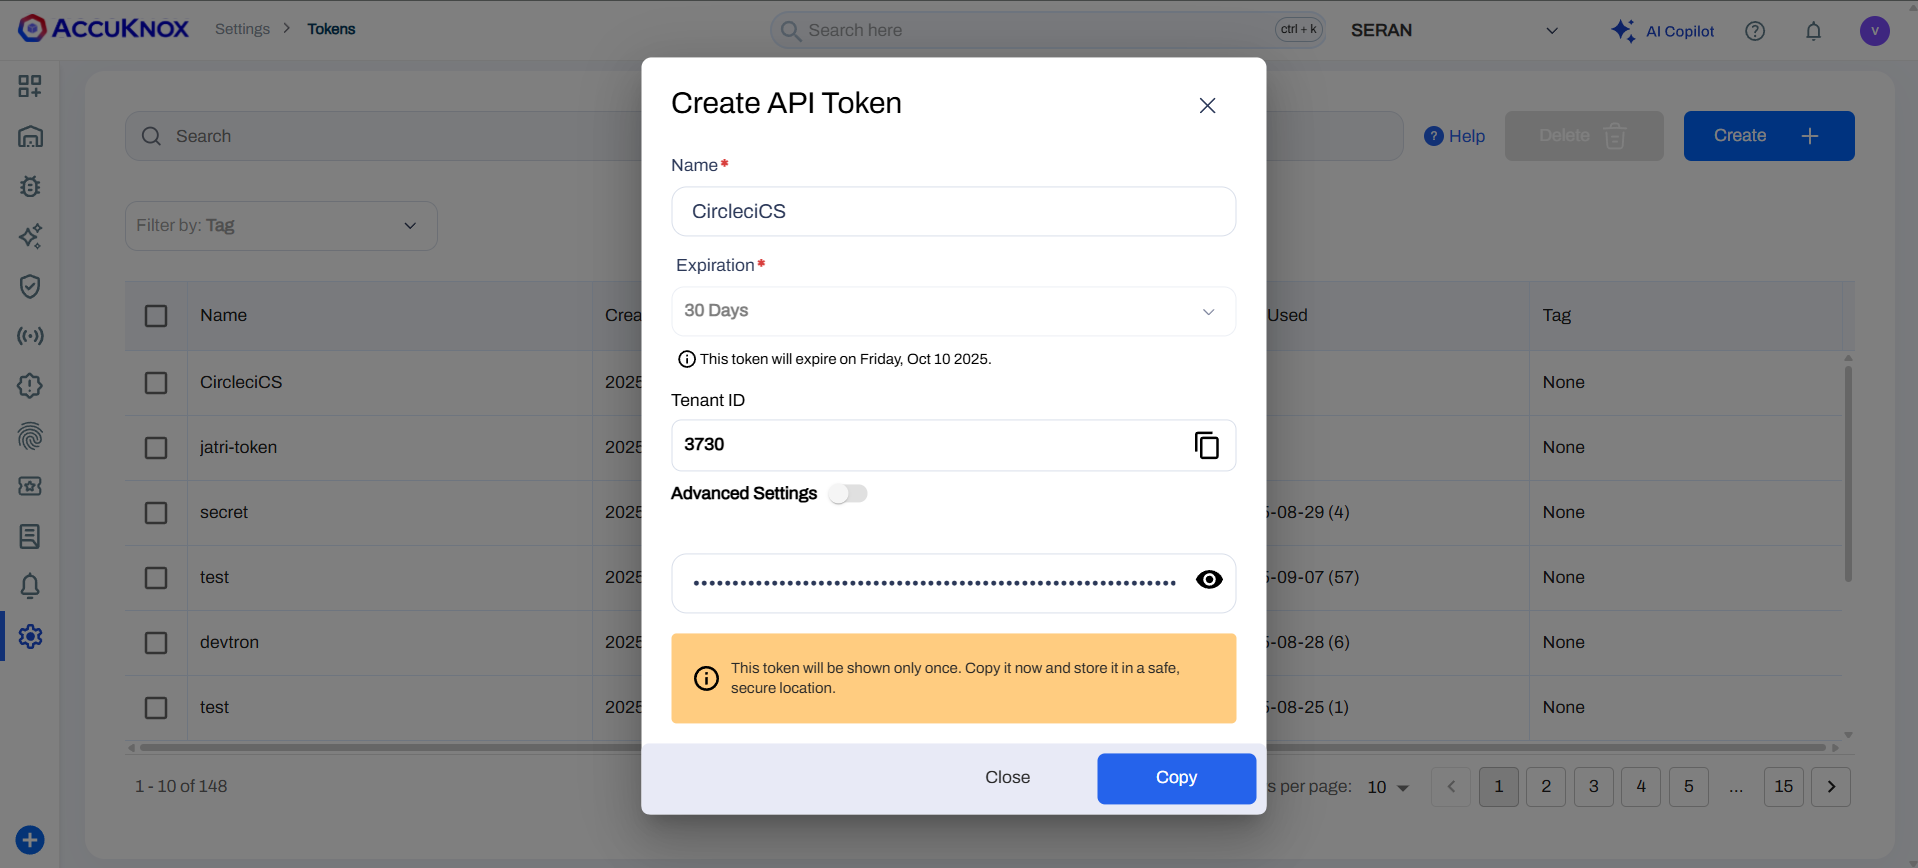 ACCUKNOX
Settings > Tokens
Search here
ctrl + k
SERAN
AI Copilot
?
V
Create API Token
Name*
CircleciCS
Expiration*
30 Days
This token will expire on Friday, Oct 10 2025.
Tenant ID
3730
Advanced Settings
This token will be shown only once. Copy it now and store it in a safe,
secure location.
Close
Copy
Search
? Help
Delete
Create +
Filter by: Tag
Name Crea Used Tag
CircleciCS 2025 None
jatri-token 2025 None
secret 2025 -08-29 (4) None
test 2025 -09-07 (57) None
devtron 2025 -08-28 (6) None
test 2025 -08-25 (1) None
1 - 10 of 148
s per page: 10
1 2 3 4 5 ... 15